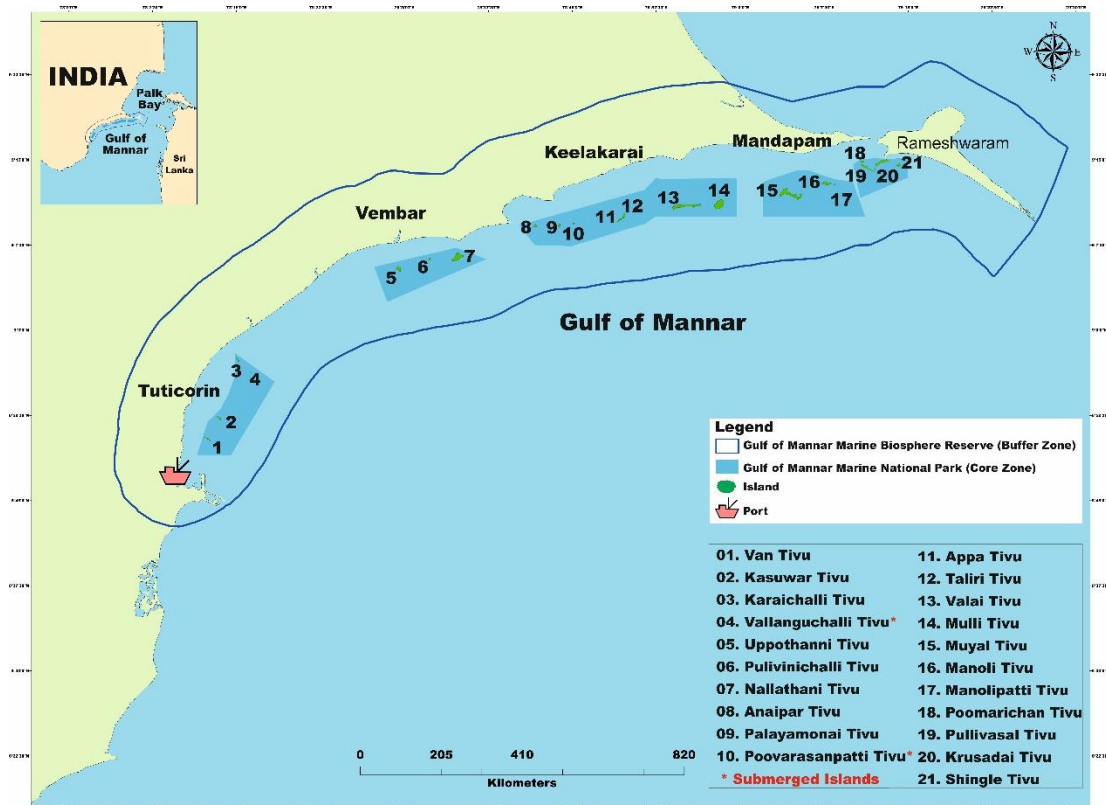 INDIA
Palk
Bay
Gulf of
Mannar
Sri
Lanka
N
E
S
Mandapam
Rameshwaram
Keelakarai
Vembar
Tuticorin
Gulf of Mannar
18
21
19
20
16
15
17
14
13
12
11
8
9
10
7
6
5
3
4
2
1
Legend
Gulf of Mannar Marine Biosphere Reserve (Buffer Zone)
Gulf of Mannar Marine National Park (Core Zone)
Island
Port
01. Van Tivu
02. Kasuwar Tivu
03. Karaichalli Tivu
04. Vallanguchalli Tivu*
05. Uppothanni Tivu
06. Pulivinichalli Tivu
07. Nallathani Tivu
08. Anaipar Tivu
09. Palayamonai Tivu
10. Poovarasanpatti Tivu*
* Submerged Islands
11. Appa Tivu
12. Taliri Tivu
13. Valai Tivu
14. Mulli Tivu
15. Muyal Tivu
16. Manoli Tivu
17. Manolipatti Tivu
18. Poomarichan Tivu
19. Pullivasal Tivu
20. Krusadai Tivu
21. Shingle Tivu
0 205 410 820
Kilometers